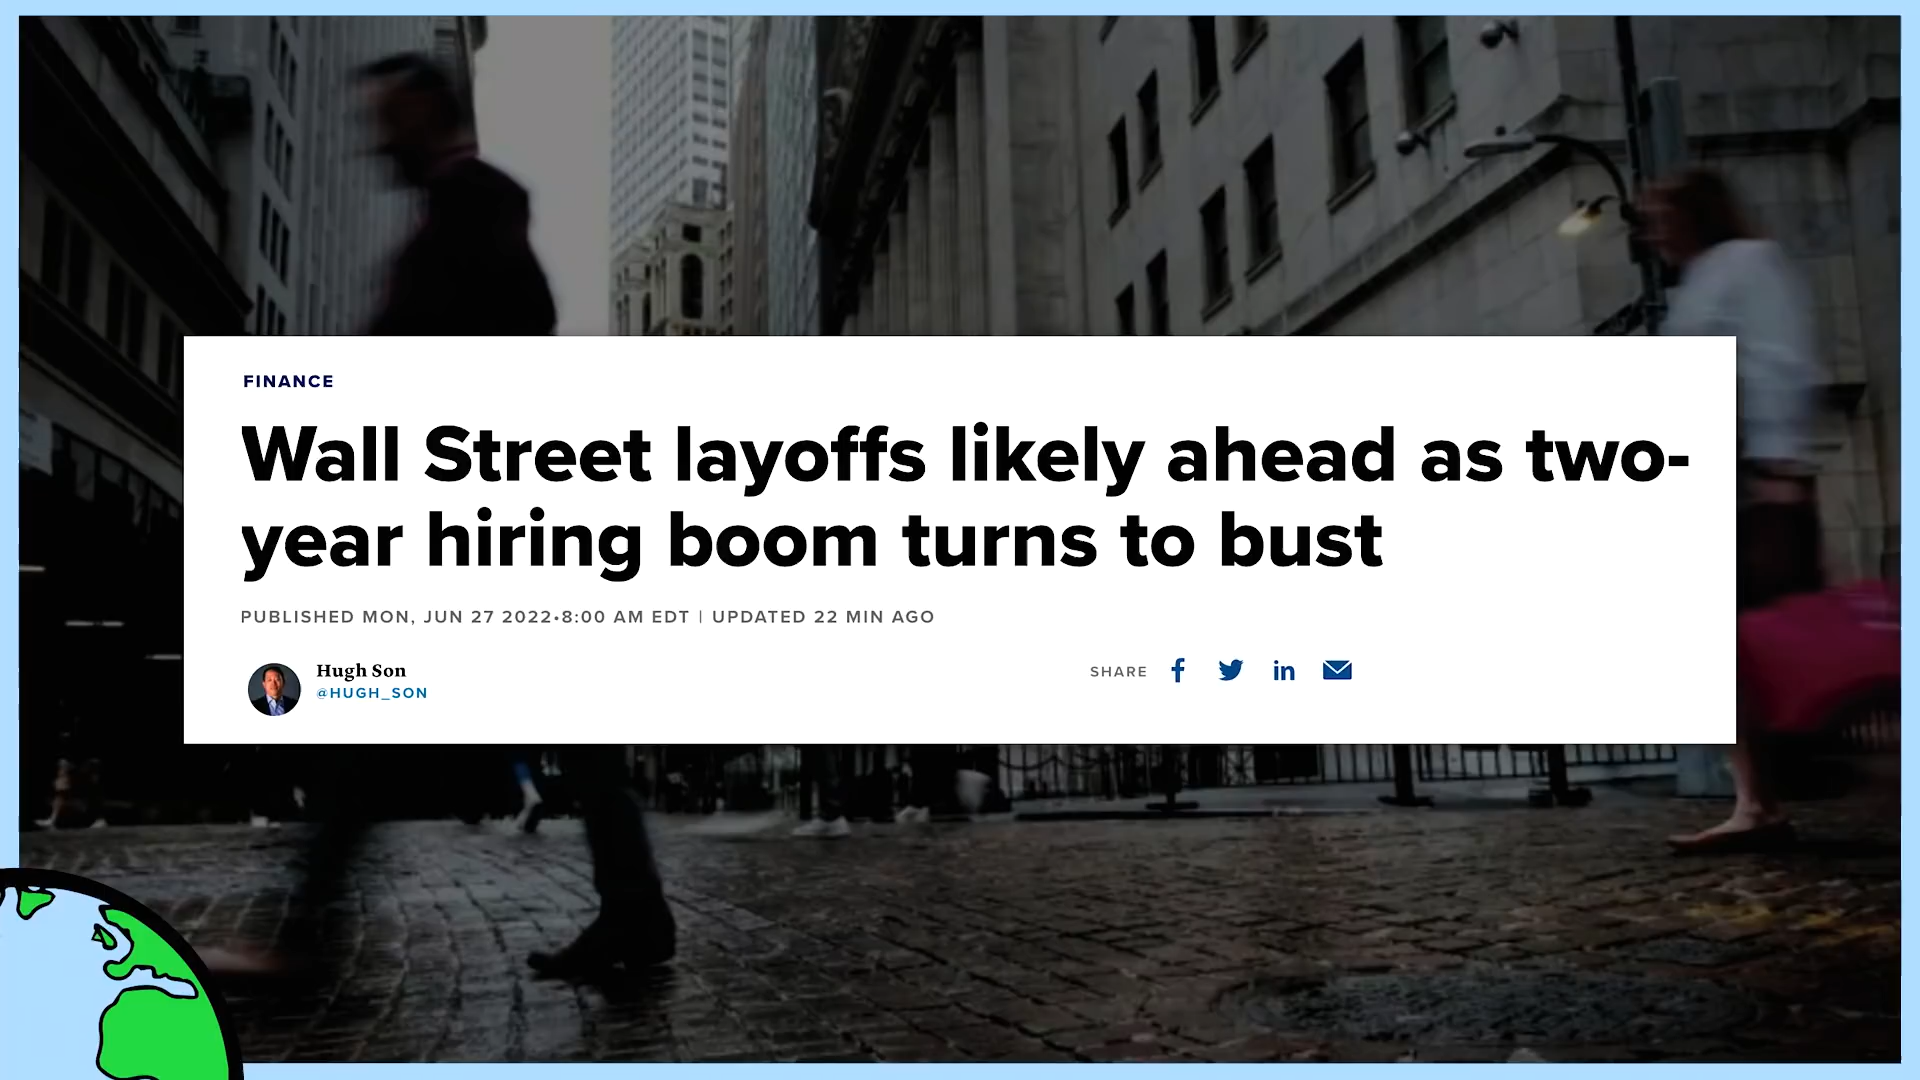 FINANCE
Wall Street layoffs likely ahead as two-
year hiring boom turns to bust
PUBLISHED MON, JUN 27 2022•8:00 AM EDT | UPDATED 22 MIN AGO
Hugh Son
@HUGH_SON
SHARE